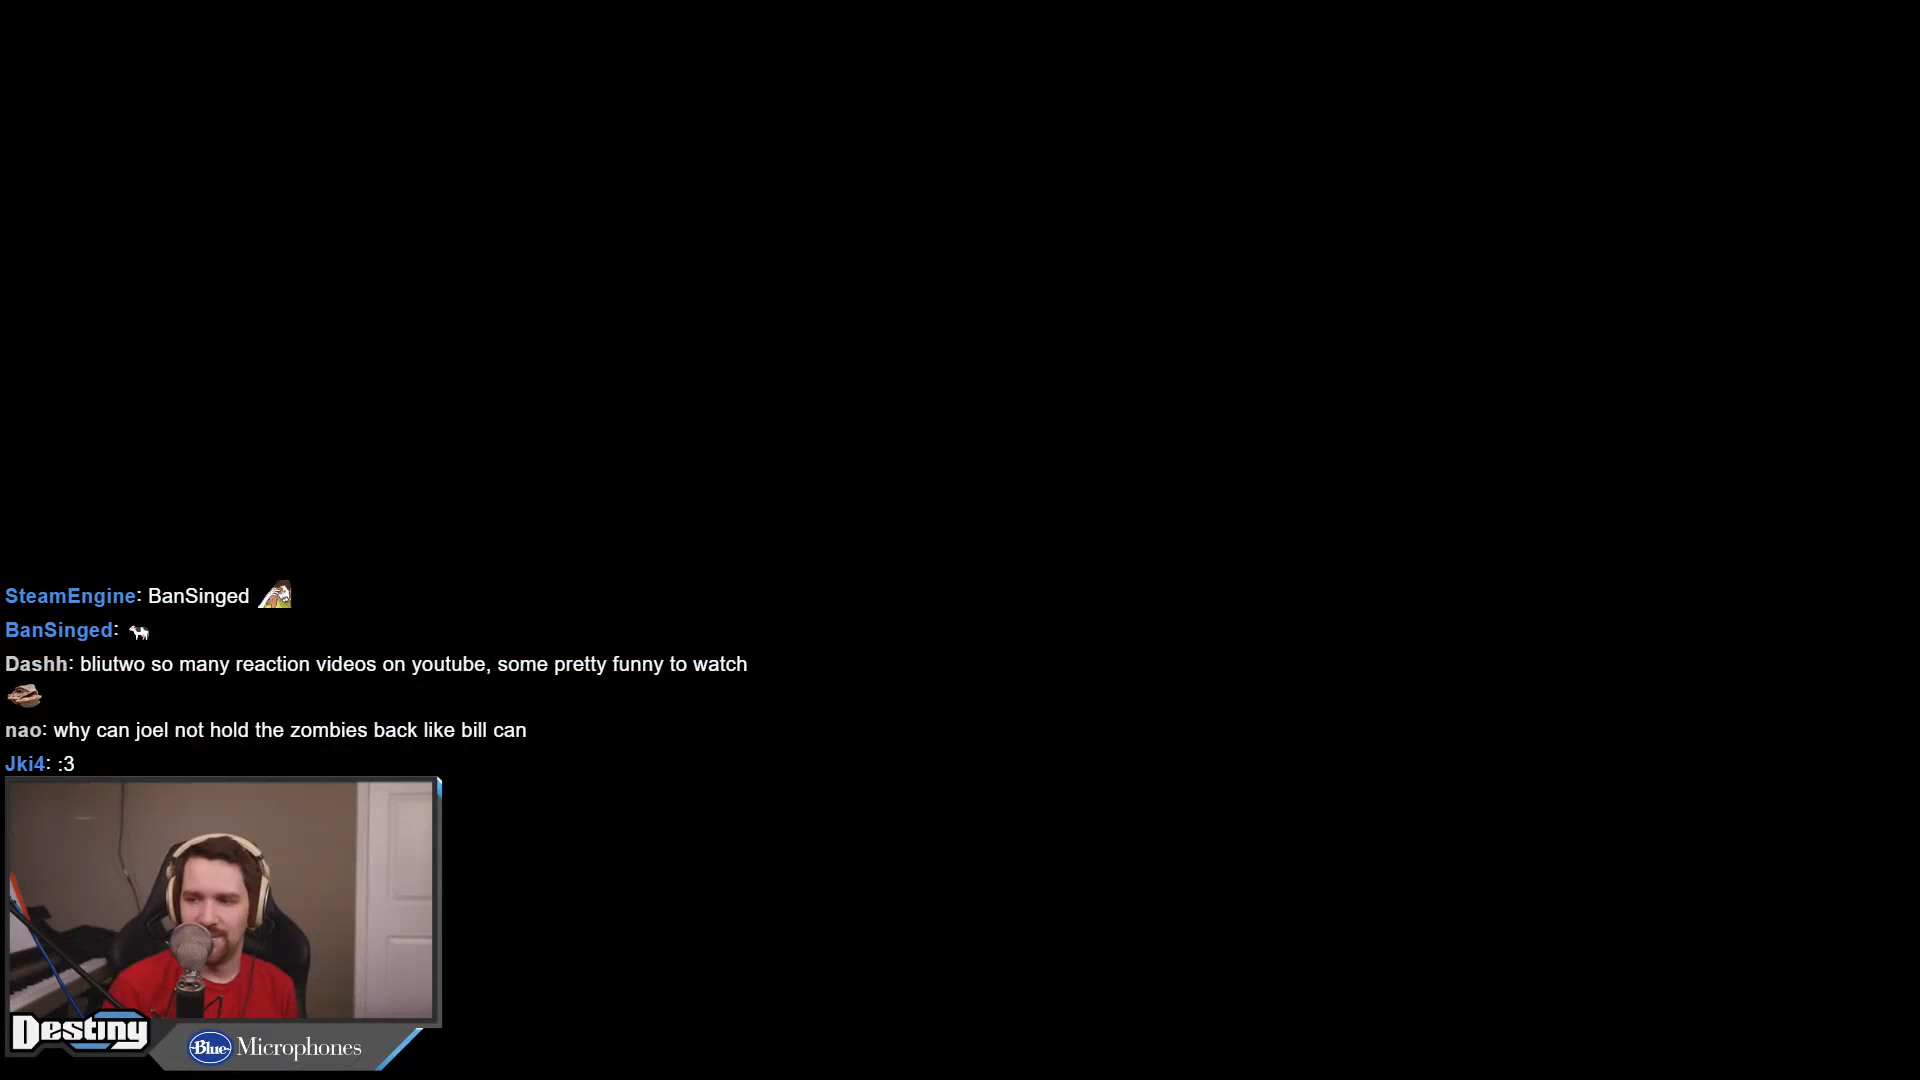 SteamEngine: BanSinged
BanSinged:
Dashh: bliutwo so many reaction videos on youtube, some pretty funny to watch
nao: why can joel not hold the zombies back like bill can
Jki4: :3
Destiny
Blue Microphones